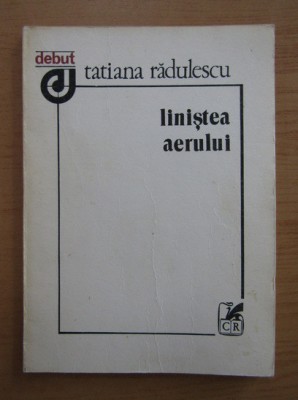 debut
tatiana rădulescu
liniștea
aerului
CR